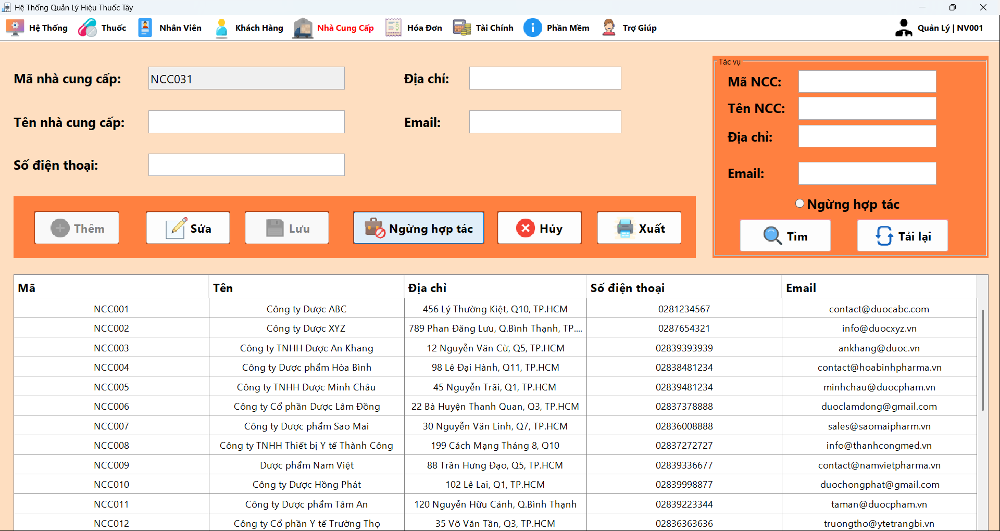 Hệ Thống Quản Lý Hiệu Thuốc Tây
Hệ Thống Thuốc Nhân Viên Khách Hàng Nhà Cung Cấp Hóa Đơn Tài Chính Phần Mềm Trợ Giúp Quản Lý | NV001
Mã nhà cung cấp: NCC031 Địa chỉ:
Tên nhà cung cấp: Email:
Số điện thoại:
Tác vụ
Mã NCC:
Tên NCC:
Địa chỉ:
Email:
Ngừng hợp tác
Tìm Tải lại
Thêm Sửa Lưu Ngừng hợp tác Hủy Xuất
Mã Tên Địa chỉ Số điện thoại Email
NCC001 Công ty Dược ABC 456 Lý Thường Kiệt, Q10, TP.HCM 0281234567 contact@duocabc.com
NCC002 Công ty Dược XYZ 789 Phan Đăng Lưu, Q.Bình Thạnh, TP.... 0287654321 info@duocxyz.vn
NCC003 Công ty TNHH Dược An Khang 12 Nguyễn Văn Cừ, Q5, TP.HCM 02839393939 ankhang@duoc.vn
NCC004 Công ty Dược phẩm Hòa Bình 98 Lê Đại Hành, Q11, TP.HCM 02838481234 contact@hoabinhpharma.vn
NCC005 Công ty TNHH Dược Minh Châu 45 Nguyễn Trãi, Q1, TP.HCM 02839481234 minhchau@duocpham.vn
NCC006 Công ty Cổ phần Dược Lâm Đồng 22 Bà Huyện Thanh Quan, Q3, TP.HCM 02837378888 duoclamdong@gmail.com
NCC007 Công ty Dược phẩm Sao Mai 30 Nguyễn Văn Linh, Q7, TP.HCM 02836008888 sales@saomaipharm.vn
NCC008 Công ty TNHH Thiết bị Y tế Thành Công 199 Cách Mạng Tháng 8, Q10 02837272727 info@thanhcongmed.vn
NCC009 Dược phẩm Nam Việt 88 Trần Hưng Đạo, Q5, TP.HCM 02839336677 contact@namvietpharma.vn
NCC010 Công ty Dược Hồng Phát 102 Lê Lai, Q1, TP.HCM 02839998877 duochongphat@gmail.com
NCC011 Công ty Dược phẩm Tâm An 120 Nguyễn Hữu Cảnh, Q.Bình Thạnh 02839223344 taman@duocpham.vn
NCC012 Công ty Cổ phần Y tế Trường Thọ 35 Võ Văn Tần, Q3, TP.HCM 02836363636 truongtho@ytetrangbi.vn